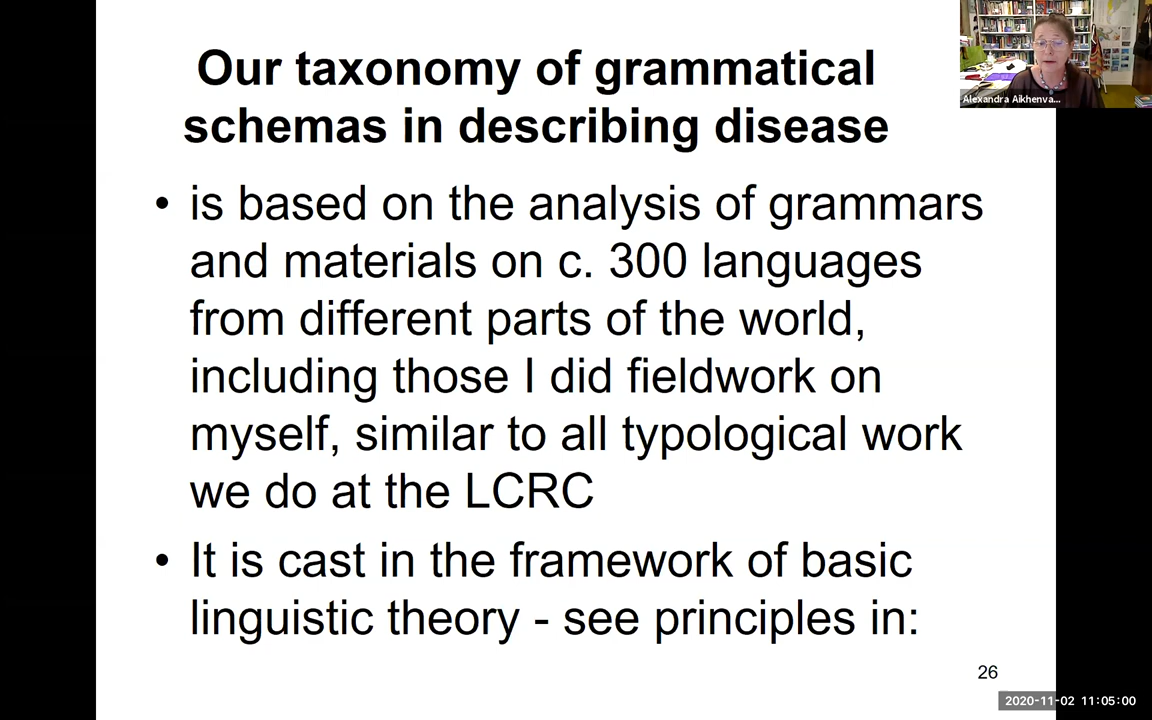 Our taxonomy of grammatical
schemas in describing disease
• is based on the analysis of grammars
and materials on c. 300 languages
from different parts of the world,
including those I did fieldwork on
myself, similar to all typological work
we do at the LCRC
• It is cast in the framework of basic
linguistic theory - see principles in:
26
Alexandra Aikhenva...
2020-11-02 11:05:00